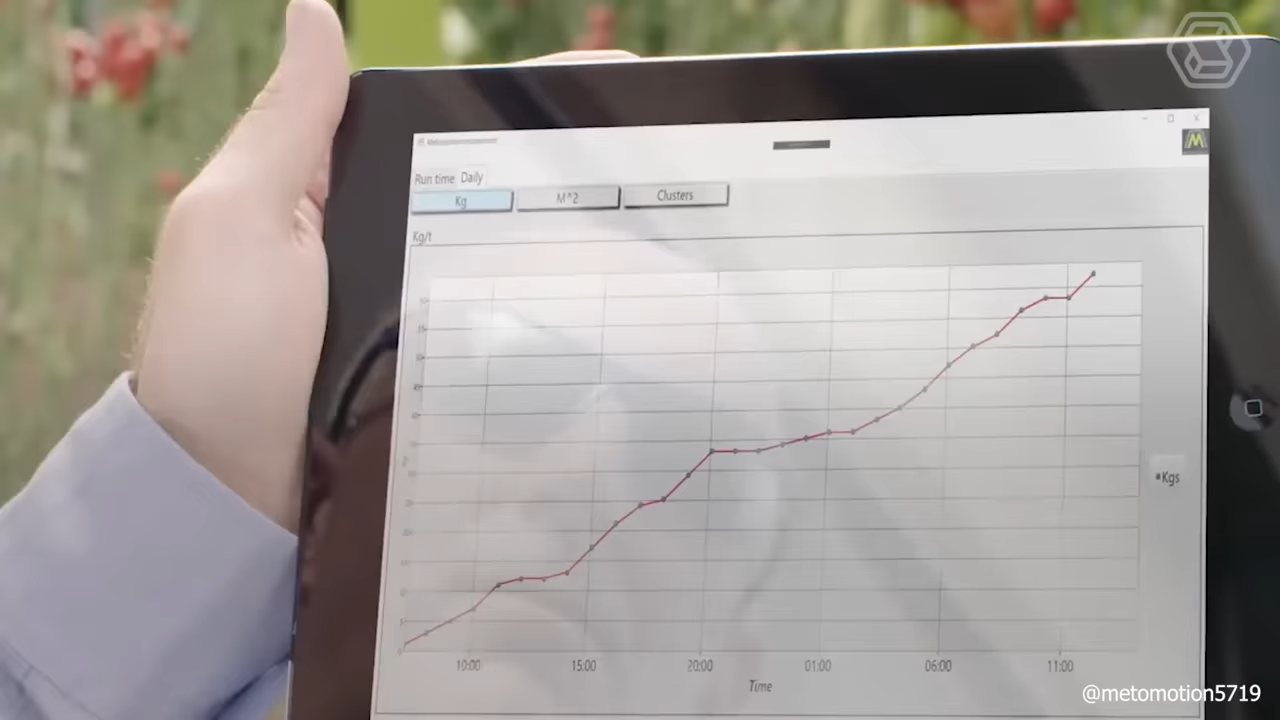 Run time Daily
Kg M^2 Clusters
Kg/t
Kgs
10:00 15:00 20:00 01:00 06:00 11:00
Time
@metomotion5719